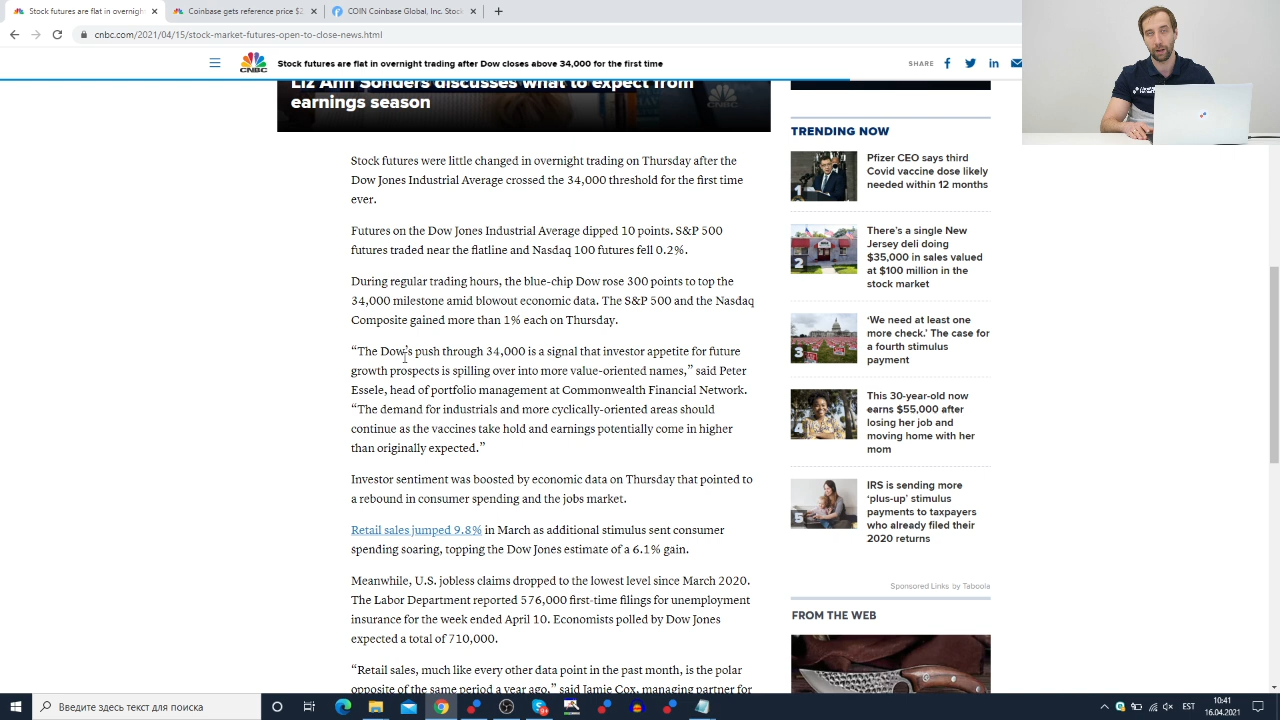 Stock futures are flat in overnig
Coinbase gets reference price $2
COIN Coinbase Global, Inc. Stock
cnbc.com/2021/04/15/stock-market-futures-open-to-close-news.html
CNBC
Stock futures are flat in overnight trading after Dow closes above 34,000 for the first time
SHARE
Liz Ann Sonders discusses what to expect from
earnings season
CNBC
Stock futures were little changed in overnight trading on Thursday after the
Dow Jones Industrial Average crossed the 34,000 threshold for the first time
ever.
Futures on the Dow Jones Industrial Average dipped 10 points. S&P 500
futures traded near the flatline and Nasdaq 100 futures fell 0.2%.
During regular trading hours, the blue-chip Dow rose 300 points to top the
34,000 milestone amid blowout economic data. The S&P 500 and the Nasdaq
Composite gained more than 1% each on Thursday.
“The Dow’s push through 34,000 is a signal that investor appetite for future
growth prospects is spilling over into more value-oriented names,” said Peter
Essele, head of portfolio management at Commonwealth Financial Network.
“The demand for industrials and more cyclically-oriented areas should
continue as the vaccines take hold and earnings potentially come in higher
than originally expected.”
Investor sentiment was boosted by economic data on Thursday that pointed to
a rebound in consumer spending and the jobs market.
Retail sales jumped 9.8% in March as additional stimulus sent consumer
spending soaring, topping the Dow Jones estimate of a 6.1% gain.
Meanwhile, U.S. jobless claims dropped to the lowest level since March 2020.
The Labor Department reported 576,000 first-time filings for unemployment
insurance for the week ended April 10. Economists polled by Dow Jones
expected a total of 710,000.
“Retail sales, much like every other data point of late, is the polar
opposite of the same period a year ago,” said Jamie Cox, managing partner for
TRENDING NOW
1
Pfizer CEO says third
Covid vaccine dose likely
needed within 12 months
2
There’s a single New
Jersey deli doing
$35,000 in sales valued
at $100 million in the
stock market
3
‘We need at least one
more check.’ The case for
a fourth stimulus
payment
4
This 30-year-old now
earns $55,000 after
losing her job and
moving home with her
mom
5
IRS is sending more
‘plus-up’ stimulus
payments to taxpayers
who already filed their
2020 returns
Sponsored Links by Taboola
FROM THE WEB
Введите здесь текст для поиска
EST
10:41
16.04.2021